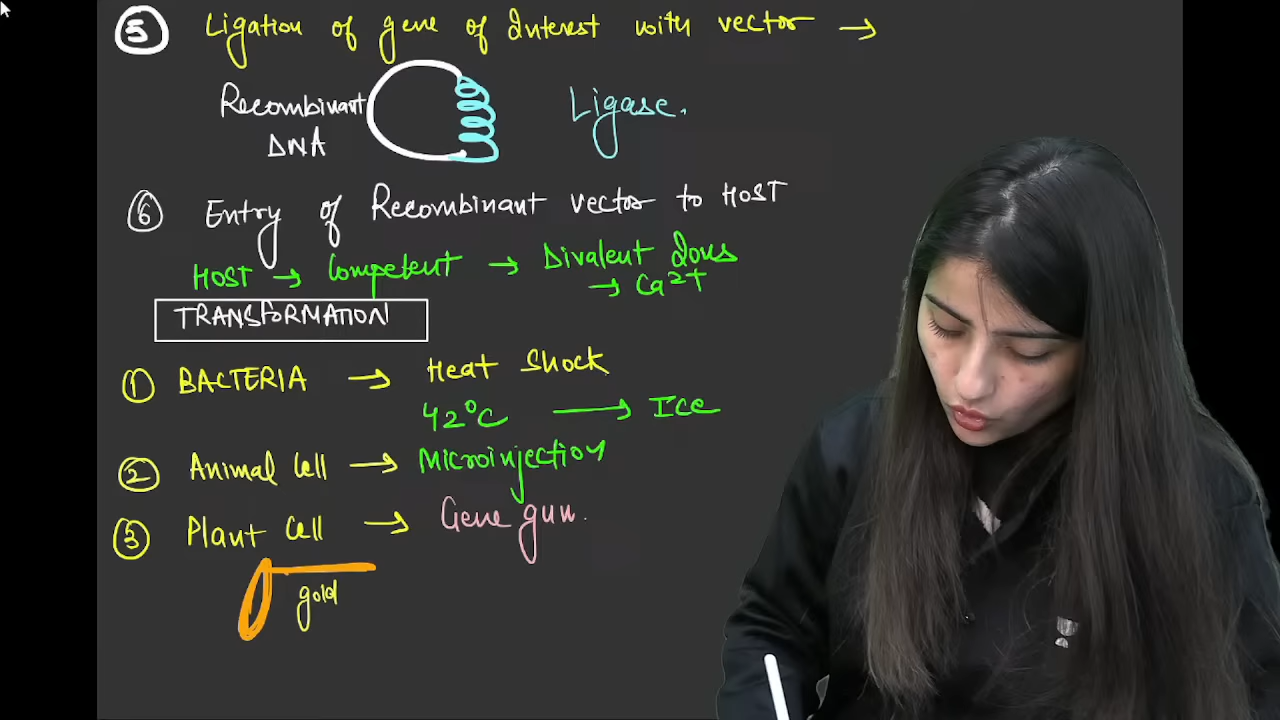 5 Ligation of gene of Interest with vector →
Recombinant
DNA
Ligase.
6 Entry of Recombinant vector to HOST
HOST → Competent → Divalent Ions
→ Ca2+
TRANSFORMATION
1 BACTERIA → Heat Shock
42°C → Ice
2 Animal Cell → Microinjection
3 Plant Cell → Gene gun.
gold